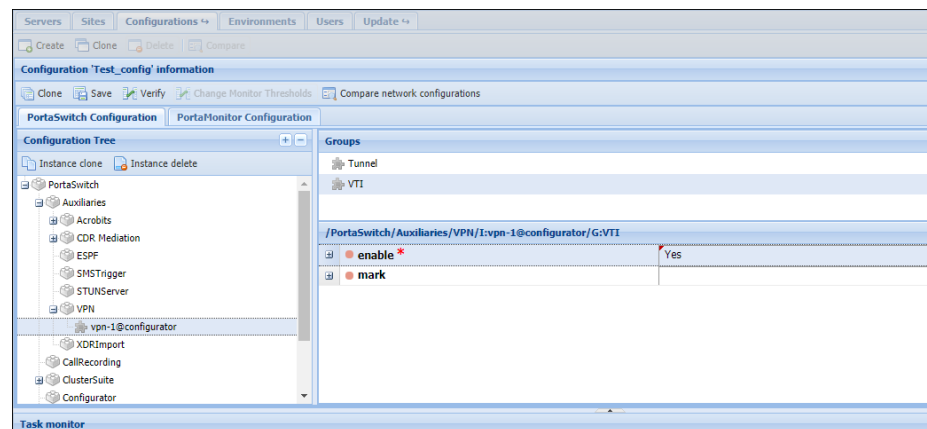 Servers Sites Configurations ↪ Environments Users Update ↪
Create Clone Delete Compare
Configuration 'Test_config' information
Clone Save Verify Change Monitor Thresholds Compare network configurations
PortaSwitch Configuration PortaMonitor Configuration
Configuration Tree
Instance clone Instance delete
PortaSwitch
Auxiliaries
Acrobits
CDR Mediation
ESPF
SMSTrigger
STUNServer
VPN
vpn-1@configurator
XDRImport
CallRecording
ClusterSuite
Configurator
Groups
Tunnel
VTI
/PortaSwitch/Auxiliaries/VPN/I:vpn-1@configurator/G:VTI
enable * Yes
mark
Task monitor